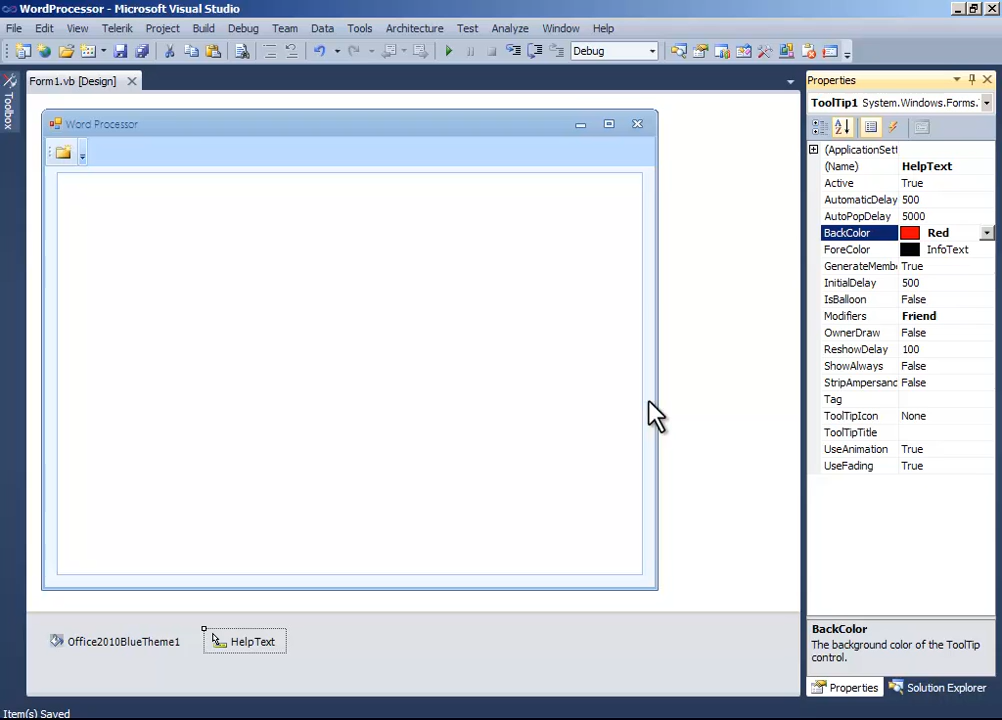 WordProcessor - Microsoft Visual Studio
File Edit View Telerik Project Build Debug Team Data Tools Architecture Test Analyze Window Help
Debug
Form1.vb [Design]
Toolbox
Word Processor
Office2010BlueTheme1
HelpText
Properties
ToolTip1 System.Windows.Forms.
(ApplicationSett
(Name) HelpText
Active True
AutomaticDelay 500
AutoPopDelay 5000
BackColor Red
ForeColor InfoText
GenerateMembe True
InitialDelay 500
IsBalloon False
Modifiers Friend
OwnerDraw False
ReshowDelay 100
ShowAlways False
StripAmpersand False
Tag
ToolTipIcon None
ToolTipTitle
UseAnimation True
UseFading True
BackColor
The background color of the ToolTip
control.
Properties Solution Explorer
Item(s) Saved